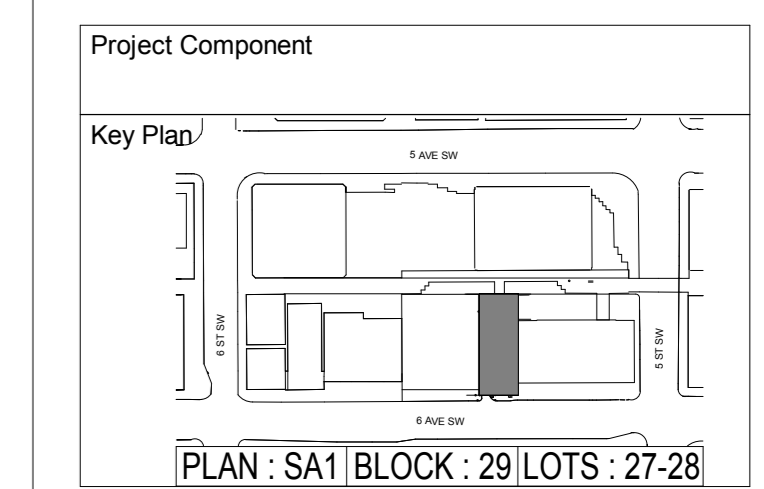 Project Component
Key Plan
5 AVE SW
6 ST SW
5 ST SW
6 AVE SW
PLAN : SA1 BLOCK : 29 LOTS : 27-28